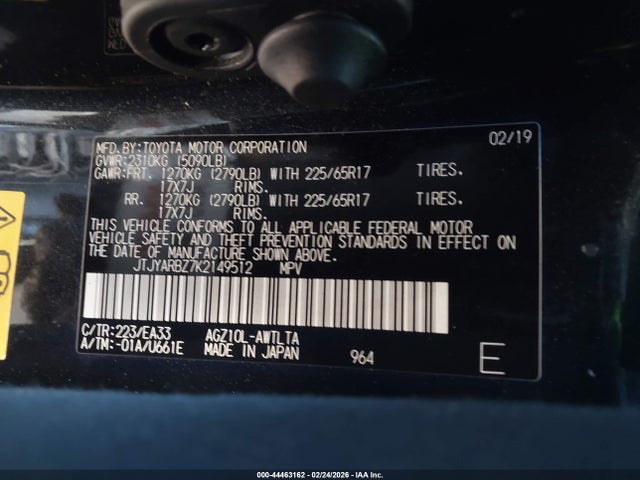 MFD.BY:TOYOTA MOTOR CORPORATION 02/19
GVWR:2310KG (5090LB)
GAWR:FRT. 1270KG (2790LB) WITH 225/65R17 TIRES.
17X7J RIMS.
RR. 1270KG (2790LB) WITH 225/65R17 TIRES.
17X7J RIMS.
THIS VEHICLE CONFORMS TO ALL APPLICABLE FEDERAL MOTOR
VEHICLE SAFETY AND THEFT PREVENTION STANDARDS IN EFFECT ON
THE DATE OF MANUFACTURE SHOWN ABOVE.
JTJYARBZ7K2149512 MPV
C/TR:223/EA33 AGZ10L-AWTLTA
A/TM:-01A/U661E MADE IN JAPAN 964 E
000-44463162 - 02/24/2026 - IAA Inc.